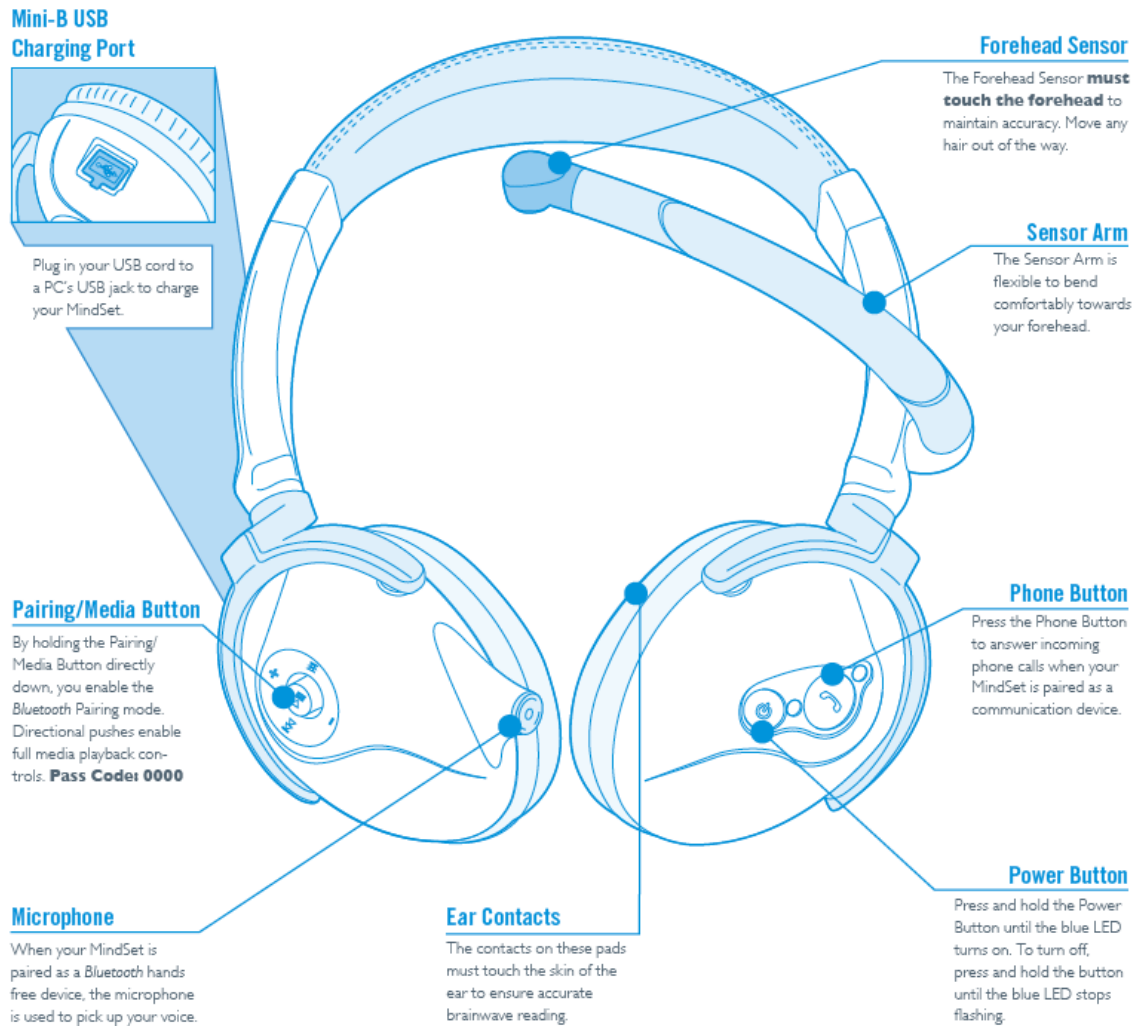 Mini-B USB
Charging Port
Plug in your USB cord to
a PC's USB jack to charge
your MindSet.
Forehead Sensor
The Forehead Sensor must
touch the forehead to
maintain accuracy. Move any
hair out of the way.
Sensor Arm
The Sensor Arm is
flexible to bend
comfortably towards
your forehead.
Pairing/Media Button
By holding the Pairing/
Media Button directly
down, you enable the
Bluetooth Pairing mode.
Directional pushes enable
full media playback con-
trols. Pass Code: 0000
Phone Button
Press the Phone Button
to answer incoming
phone calls when your
MindSet is paired as a
communication device.
Microphone
When your MindSet is
paired as a Bluetooth hands
free device, the microphone
is used to pick up your voice.
Ear Contacts
The contacts on these pads
must touch the skin of the
ear to ensure accurate
brainwave reading.
Power Button
Press and hold the Power
Button until the blue LED
turns on. To turn off,
press and hold the button
until the blue LED stops
flashing.